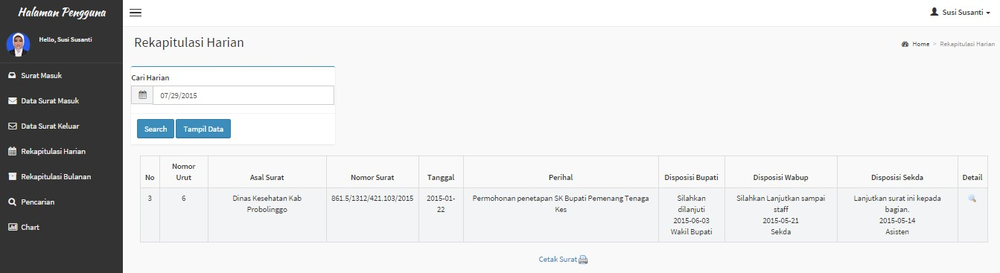 Halaman Pengguna
Susi Susanti
Hello, Susi Susanti
Rekapitulasi Harian
Home > Rekapitulasi Harian
Surat Masuk
Data Surat Masuk
Data Surat Keluar
Rekapitulasi Harian
Rekapitulasi Bulanan
Pencarian
Chart
Cari Harian
07/29/2015
Search Tampil Data
No Nomor Urut Asal Surat Nomor Surat Tanggal Perihal Disposisi Bupati Disposisi Wabup Disposisi Sekda Detail
3 6 Dinas Kesehatan Kab Probolinggo 861.5/1312/421.103/2015 2015-01-22 Permohonan penetapan SK Bupati Pemenang Tenaga Kes Silahkan dilanjuti 2015-06-03 Wakil Bupati Silahkan Lanjutkan sampai staff 2015-05-21 Sekda Lanjutkan surat ini kepada bagian. 2015-05-14 Asisten
Cetak Surat